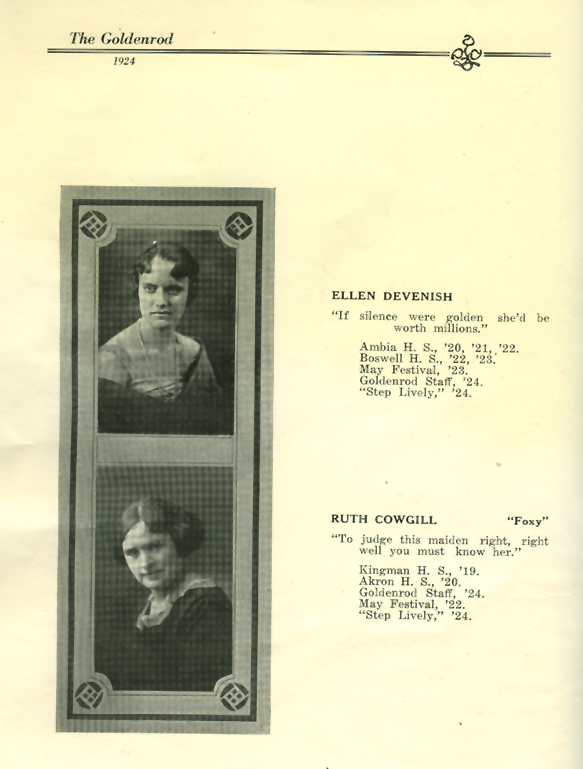 The Goldenrod
1924
ELLEN DEVENISH
“If silence were golden she’d be
worth millions.”
Ambia H. S., ’20, ’21, ’22.
Boswell H. S., ’22, ’23.
May Festival, ’23.
Goldenrod Staff, ’24.
“Step Lively,” ’24.
RUTH COWGILL “Foxy”
“To judge this maiden right, right
well you must know her.”
Kingman H. S., ’19.
Akron H. S., ’20.
Goldenrod Staff, ’24.
May Festival, ’22.
“Step Lively,” ’24.